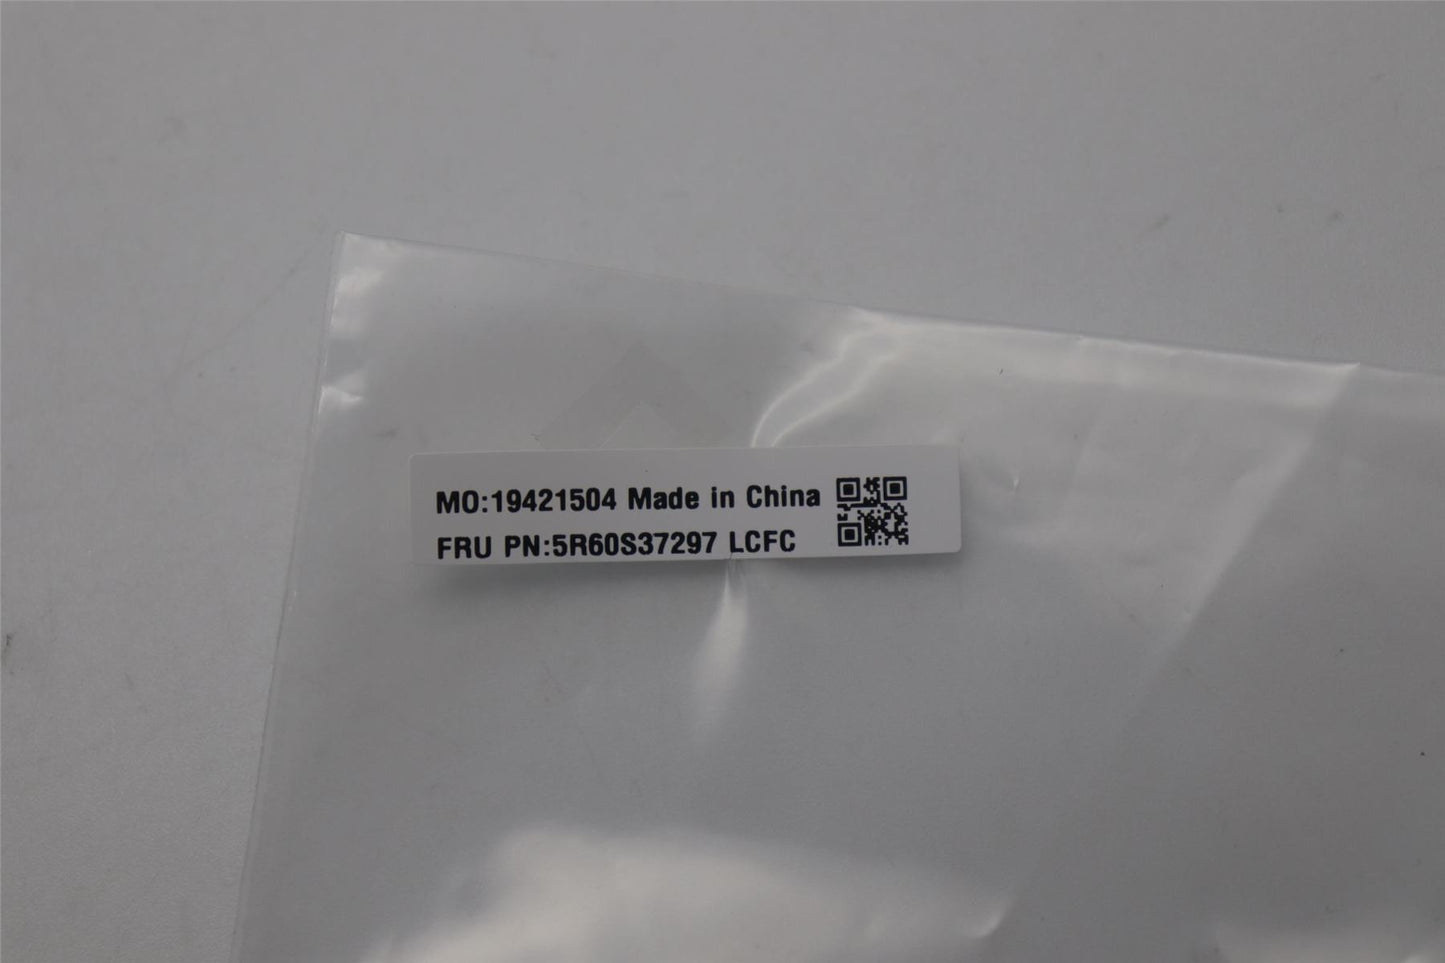 MO:19421504 Made in China
FRU PN:5R60S37297 LCFC